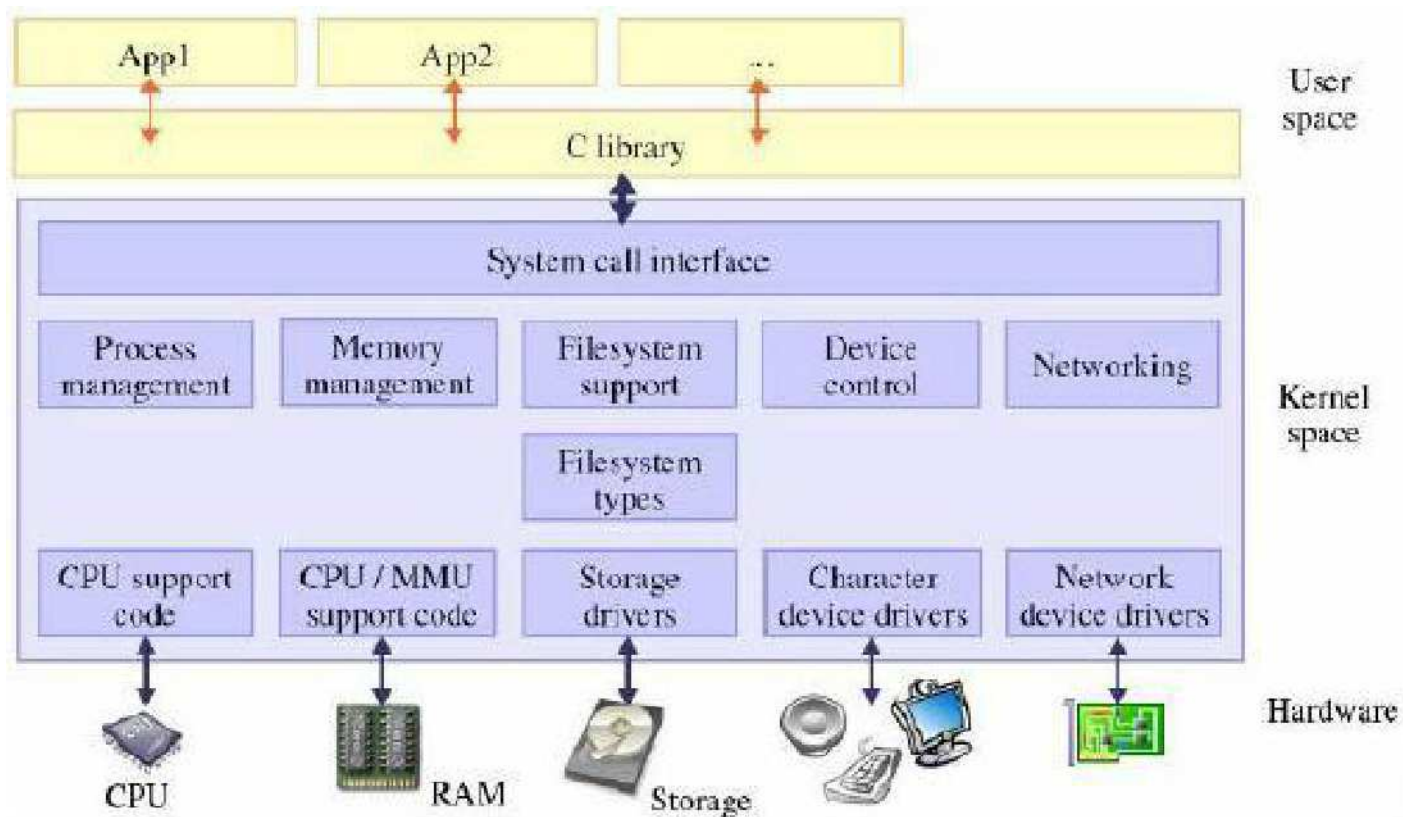 App1
App2
...
User
space
C library
System call interface
Process
management
Memory
management
Filesystem
support
Device
control
Networking
Kernel
space
Filesystem
types
CPU support
code
CPU / MMU
support code
Storage
drivers
Character
device drivers
Network
device drivers
Hardware
CPU
RAM
Storage